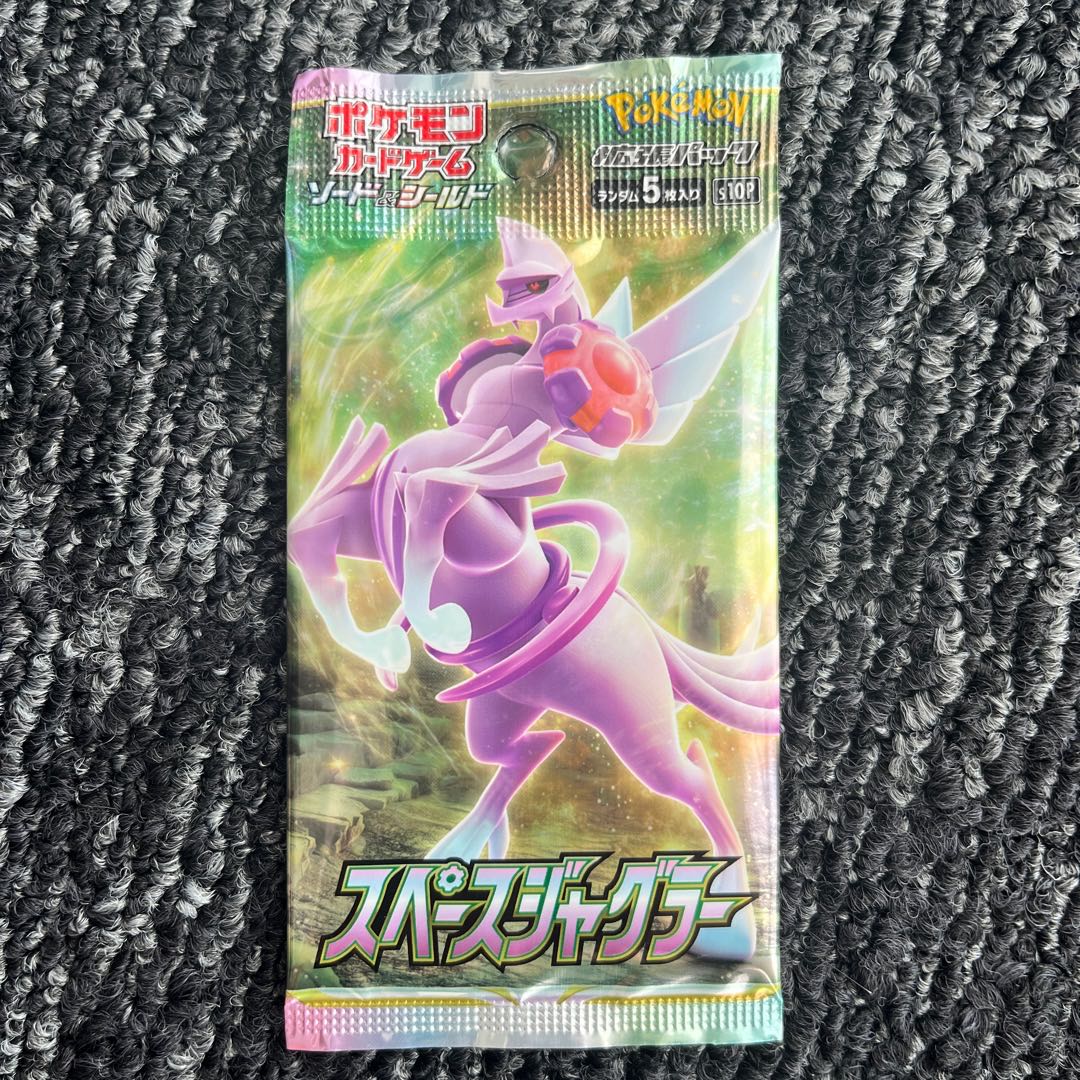 ポケモン
カードゲーム
ソード&シールド
POKéMON
拡張パック
ランダム5枚入り S10P
スペースジャグラー